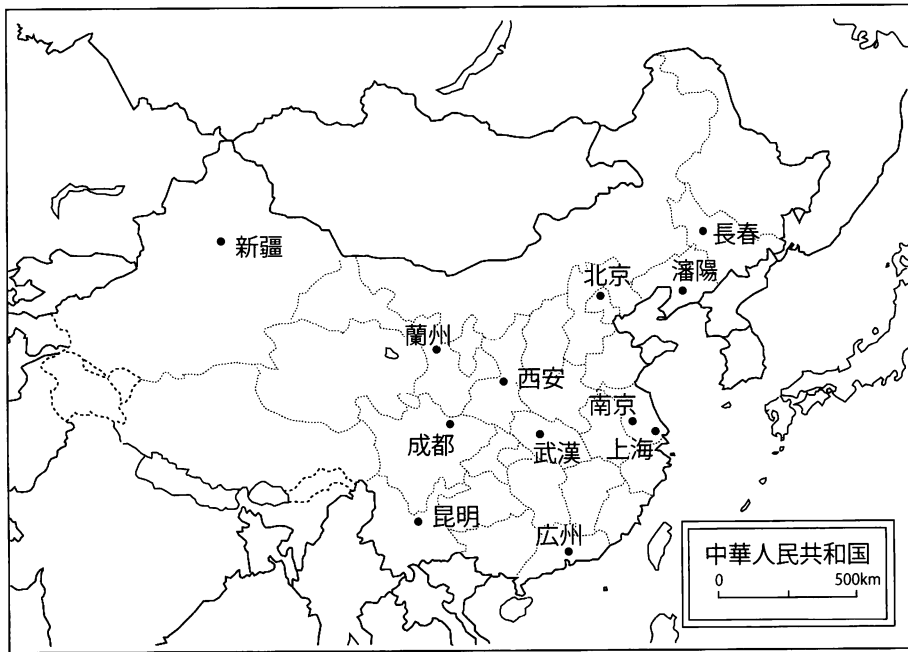 長春
新疆
瀋陽
北京
蘭州
西安
南京
成都
武漢
上海
昆明
広州
中華人民共和国
0 500km